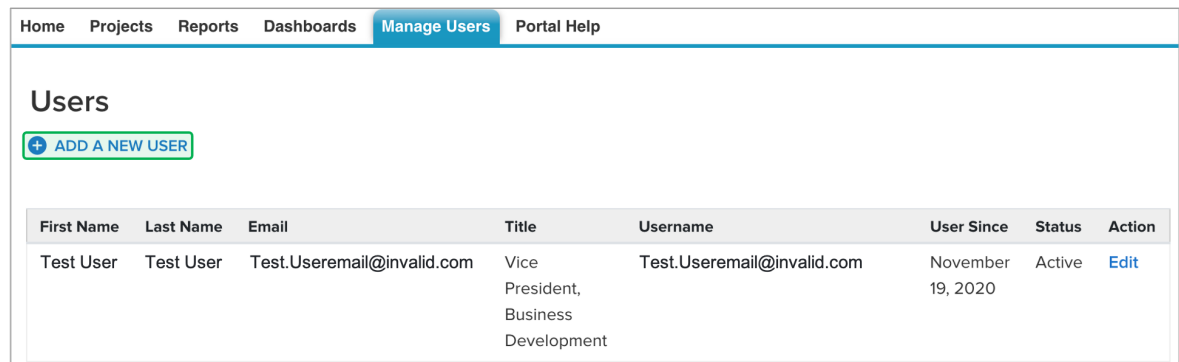 Home Projects Reports Dashboards Manage Users Portal Help
Users
ADD A NEW USER
First Name Last Name Email Title Username User Since Status Action
Test User Test User Test.Useremail@invalid.com Vice Test.Useremail@invalid.com November Active Edit
President, 19, 2020
Business
Development